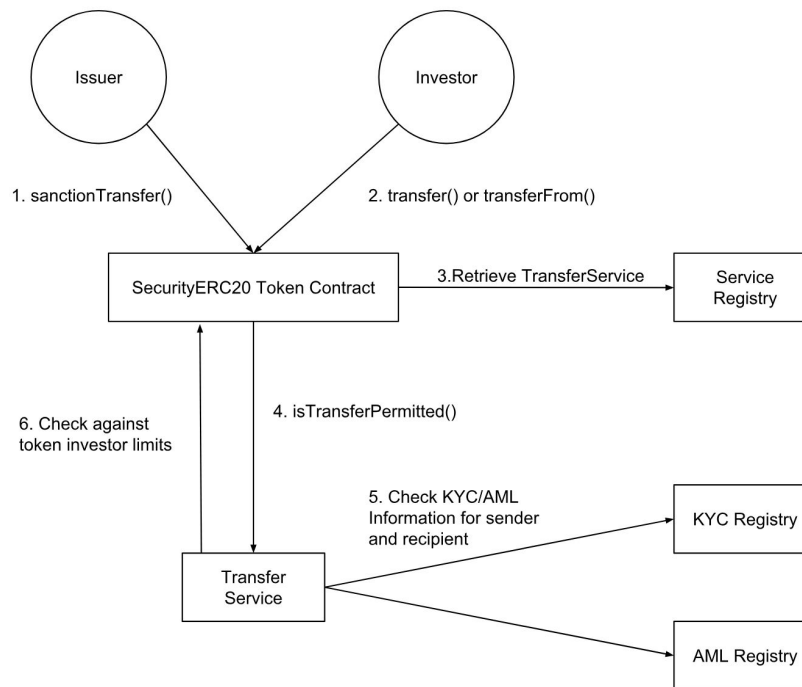 Issuer
Investor
1. sanctionTransfer()
2. transfer() or transferFrom()
SecurityERC20 Token Contract
3.Retrieve TransferService
Service
Registry
6. Check against
token investor limits
4. isTransferPermitted()
5. Check KYC/AML
Information for sender
and recipient
KYC Registry
Transfer
Service
AML Registry